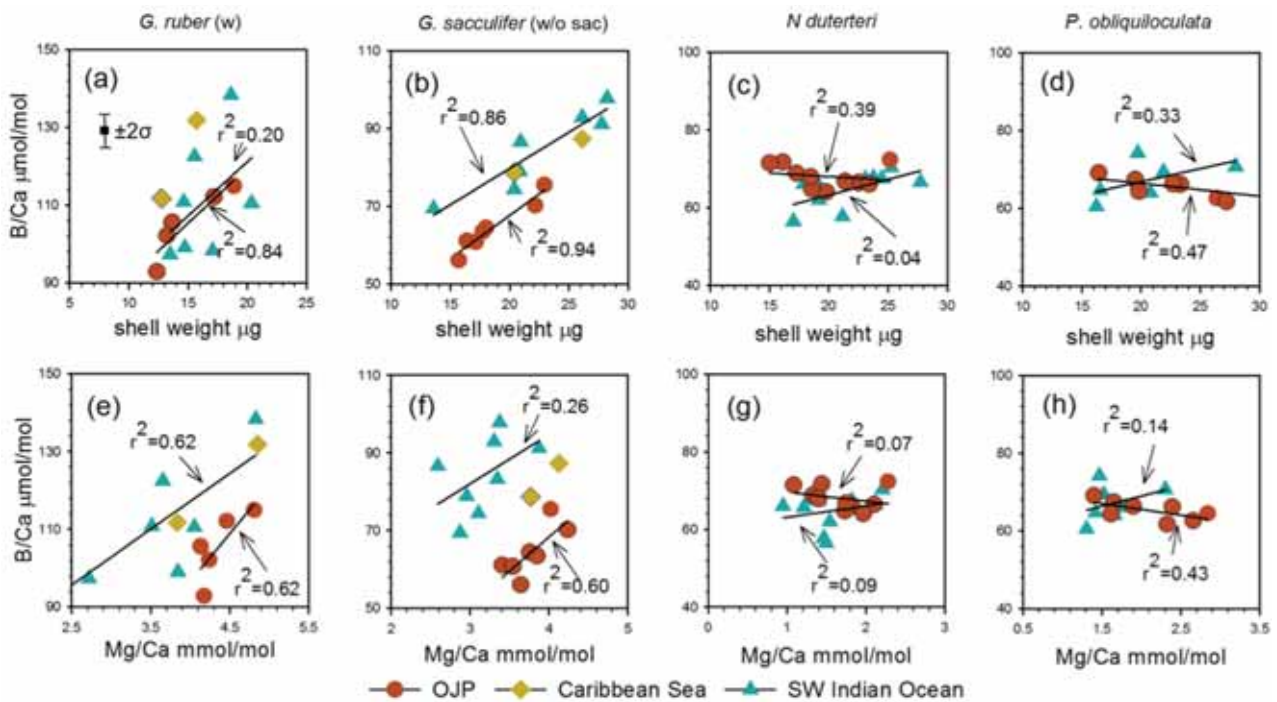 G. ruber (w)
G. sacculifer (w/o sac)
N duterteri
P. obliquiloculata
B/Ca μmol/mol
150
130
110
90
(a)
±2σ
r²=0.20
r²=0.84
5
10
15
20
25
shell weight μg
110
90
70
50
(b)
r²=0.86
r²=0.94
10
15
20
25
30
shell weight μg
100
80
60
40
(c)
r²=0.39
r²=0.04
10
15
20
25
30
shell weight μg
100
80
60
40
(d)
r²=0.33
r²=0.47
10
15
20
25
30
shell weight μg
B/Ca μmol/mol
150
130
110
90
(e)
r²=0.62
r²=0.62
2.5
3.5
4.5
5.5
Mg/Ca mmol/mol
110
90
70
50
(f)
r²=0.26
r²=0.60
2
3
4
5
Mg/Ca mmol/mol
100
80
60
40
(g)
r²=0.07
r²=0.09
0
1
2
3
Mg/Ca mmol/mol
100
80
60
40
(h)
r²=0.14
r²=0.43
0.5
1.5
2.5
3.5
Mg/Ca mmol/mol
OJP
Caribbean Sea
SW Indian Ocean